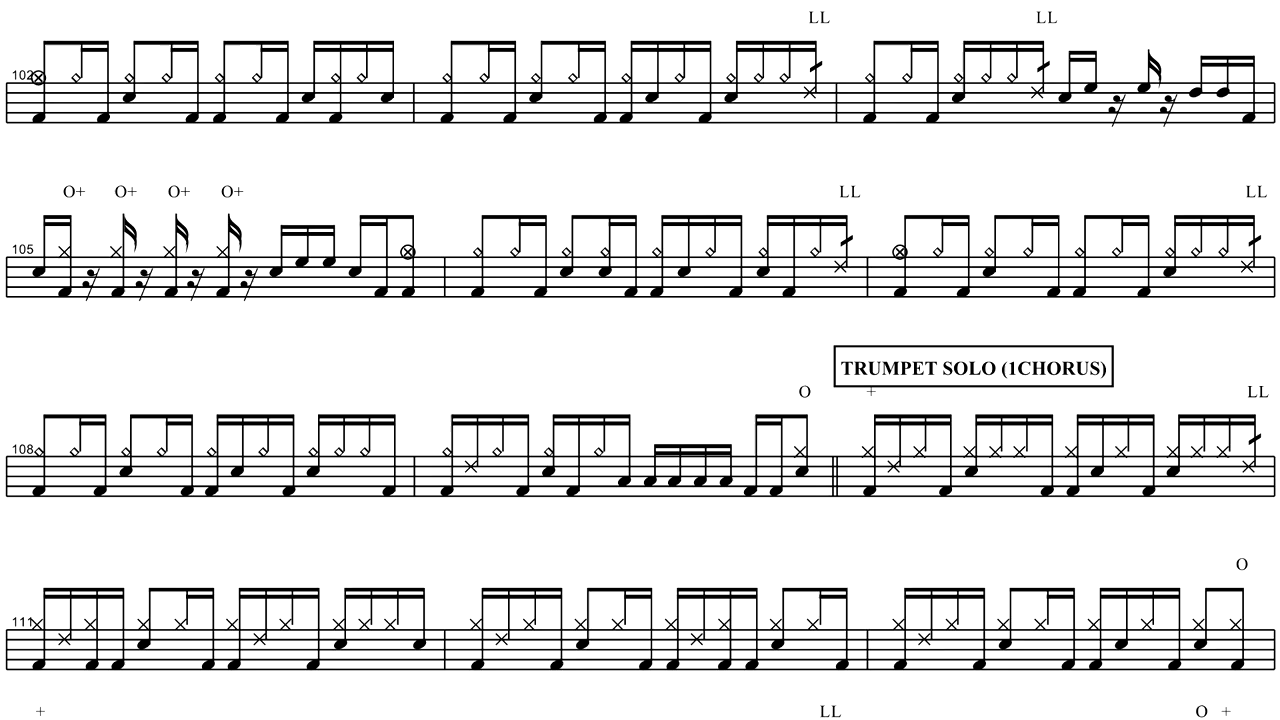 LL LL
102
O+ O+ O+ O+ LL LL
105
TRUMPET SOLO (1CHORUS)
O + LL
108
O
111
+ LL O +